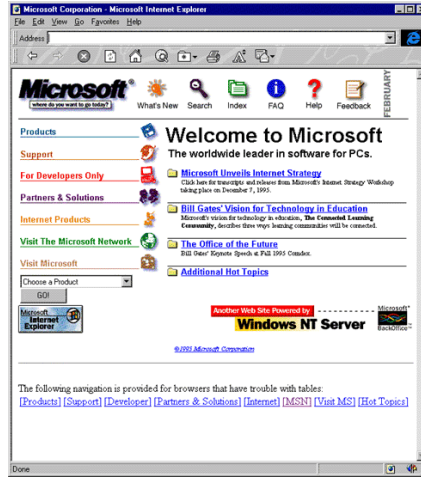 Microsoft Corporation - Microsoft Internet Explorer
File Edit View Go Favorites Help
Address
Microsoft®
where do you want to go today?
What's New Search Index FAQ Help Feedback
FEBRUARY
Products
Support
For Developers Only
Partners & Solutions
Internet Products
Visit The Microsoft Network
Visit Microsoft
Choose a Product
GO!
Microsoft
Internet
Explorer
Welcome to Microsoft
The worldwide leader in software for PCs.
Microsoft Unveils Internet Strategy
Click here for transcripts and releases from Microsoft's Internet Strategy Workshop
taking place on December 7, 1995.
Bill Gates' Vision for Technology in Education
Microsoft's vision for technology in education, The Connected Learning
Community, describes three ways learning communities will be connected.
The Office of the Future
Bill Gates' Keynote Speech at Fall 1995 Comdex.
Additional Hot Topics
Another Web Site Powered by
Windows NT Server
Microsoft®
BackOffice™
©1995 Microsoft Corporation
The following navigation is provided for browsers that have trouble with tables:
[Products] [Support] [Developer] [Partners & Solutions] [Internet] [MSN] [Visit MS] [Hot Topics]
Done